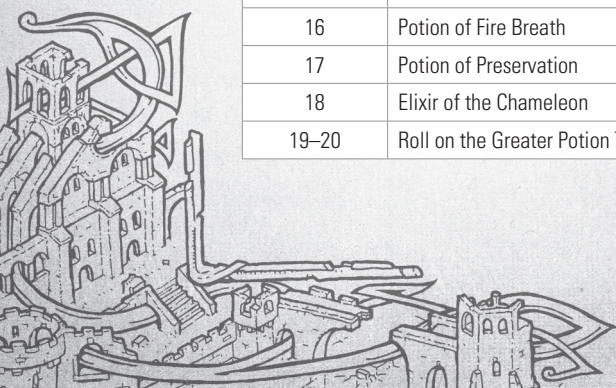 16 Potion of Fire Breath
17 Potion of Preservation
18 Elixir of the Chameleon
19–20 Roll on the Greater Potion